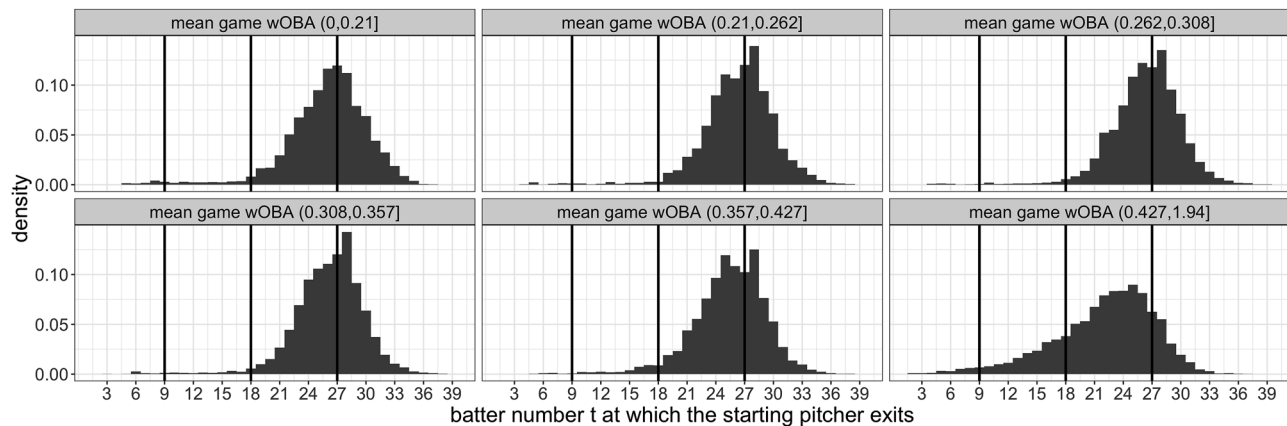 mean game wOBA (0,0.21]
mean game wOBA (0.21,0.262]
mean game wOBA (0.262,0.308]
0.10
0.05
0.00
mean game wOBA (0.308,0.357]
mean game wOBA (0.357,0.427]
mean game wOBA (0.427,1.94]
0.10
0.05
0.00
density
3 6 9 12 15 18 21 24 27 30 33 36 39
3 6 9 12 15 18 21 24 27 30 33 36 39
3 6 9 12 15 18 21 24 27 30 33 36 39
batter number t at which the starting pitcher exits